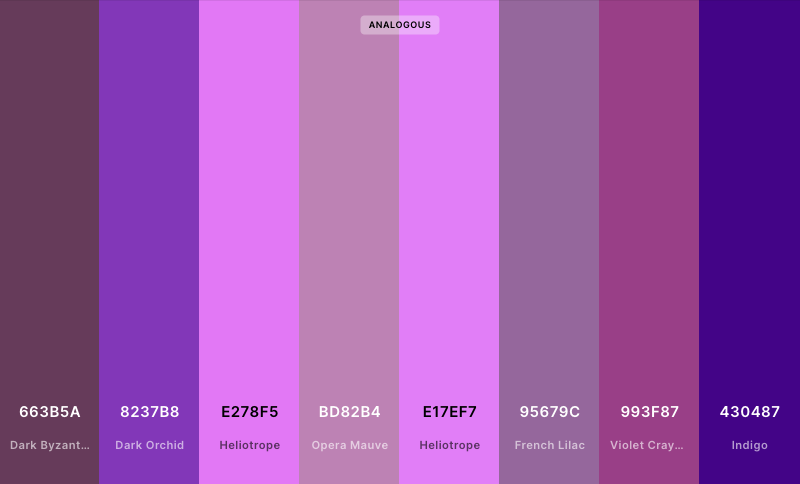 ANALOGOUS
663B5A
8237B8
E278F5
BD82B4
E17EF7
95679C
993F87
430487
Dark Byzant...
Dark Orchid
Heliotrope
Opera Mauve
Heliotrope
French Lilac
Violet Cray...
Indigo